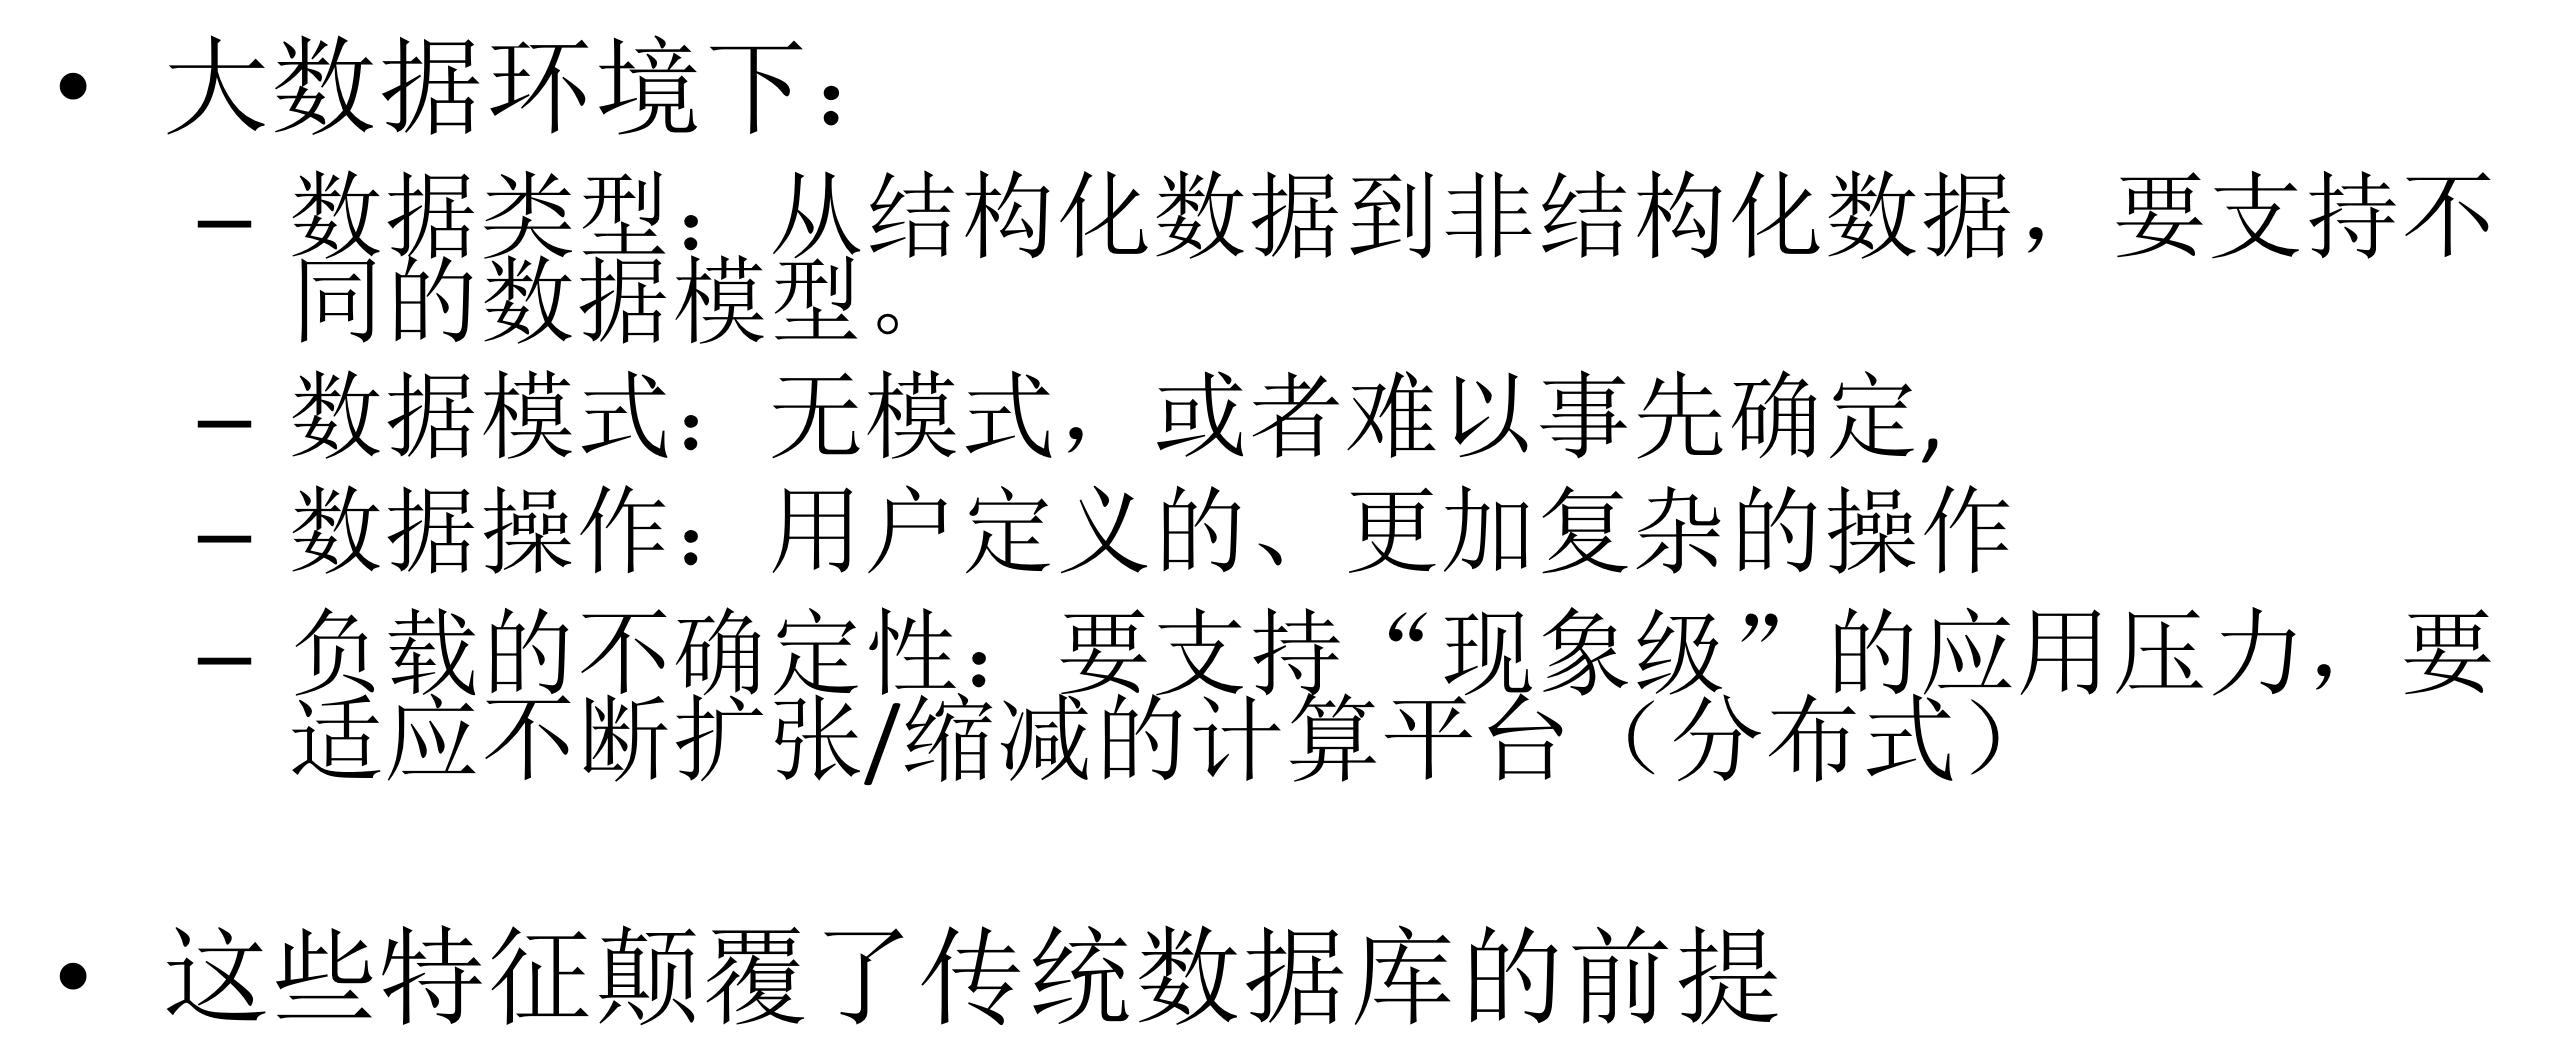 • 大数据环境下：
– 数据类型：从结构化数据到非结构化数据，要支持不
同的数据模型。
– 数据模式：无模式，或者难以事先确定,
– 数据操作：用户定义的、更加复杂的操作
– 负载的不确定性：要支持“现象级”的应用压力，要
适应不断扩张/缩减的计算平台（分布式）
• 这些特征颠覆了传统数据库的前提